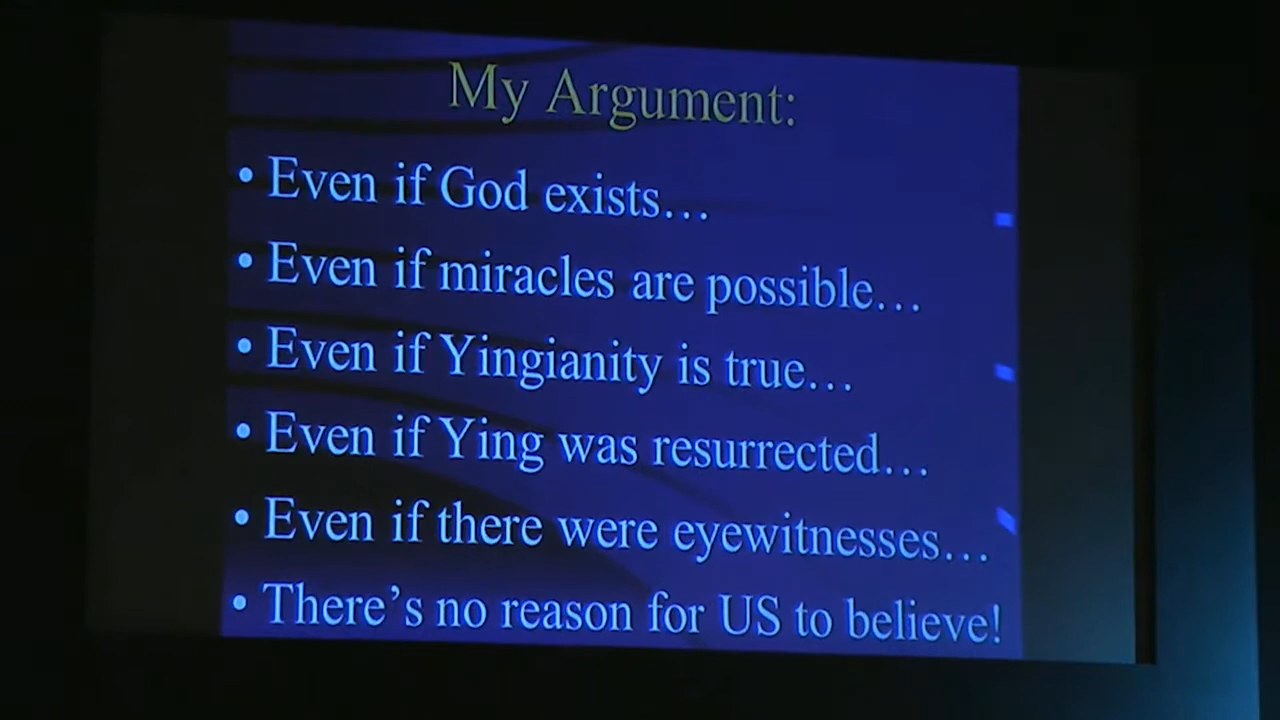 My Argument:
• Even if God exists…
• Even if miracles are possible…
• Even if Yingianity is true…
• Even if Ying was resurrected…
• Even if there were eyewitnesses…
• There’s no reason for US to believe!